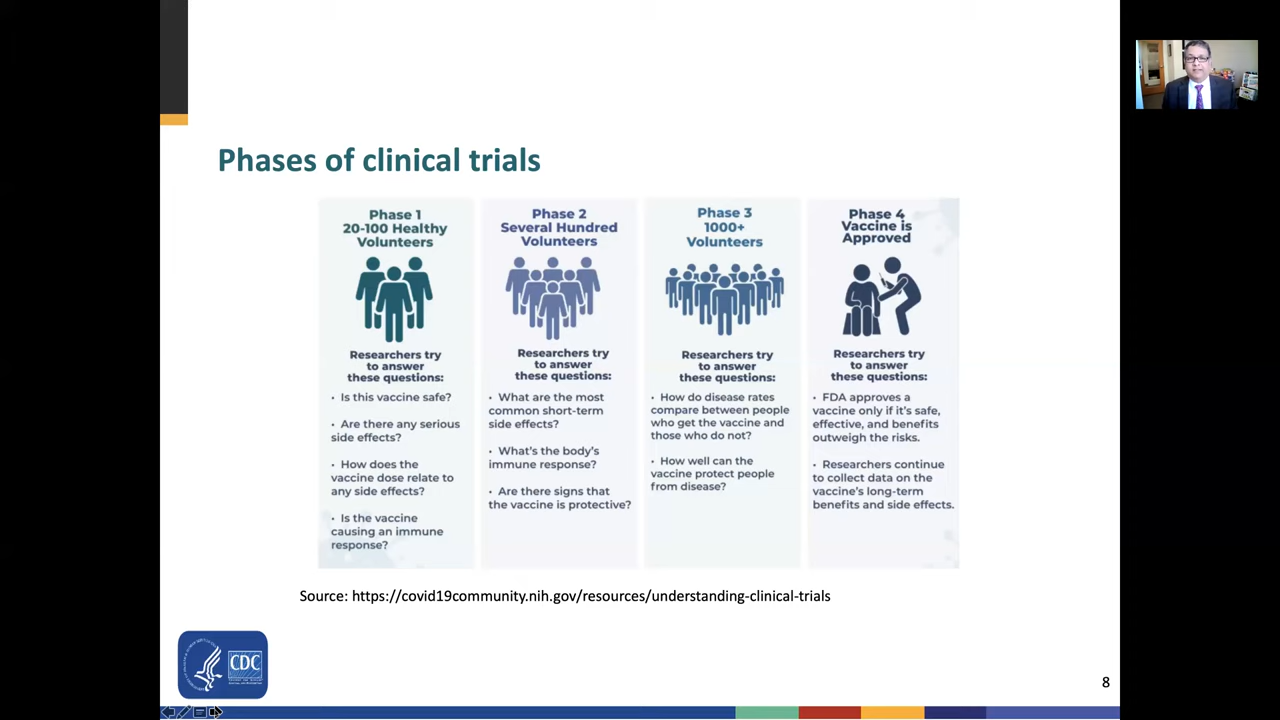 Phases of clinical trials
Phase 1
20-100 Healthy
Volunteers
Researchers try
to answer
these questions:
• Is this vaccine safe?
• Are there any serious
side effects?
• How does the
vaccine dose relate to
any side effects?
• Is the vaccine
causing an immune
response?
Phase 2
Several Hundred
Volunteers
Researchers try
to answer
these questions:
• What are the most
common short-term
side effects?
• What's the body's
immune response?
• Are there signs that
the vaccine is protective?
Phase 3
1000+
Volunteers
Researchers try
to answer
these questions:
• How do disease rates
compare between people
who get the vaccine and
those who do not?
• How well can the
vaccine protect people
from disease?
Phase 4
Vaccine is
Approved
Researchers try
to answer
these questions:
• FDA approves a
vaccine only if it's safe,
effective, and benefits
outweigh the risks.
• Researchers continue
to collect data on the
vaccine's long-term
benefits and side effects.
Source: https://covid19community.nih.gov/resources/understanding-clinical-trials
CDC
8